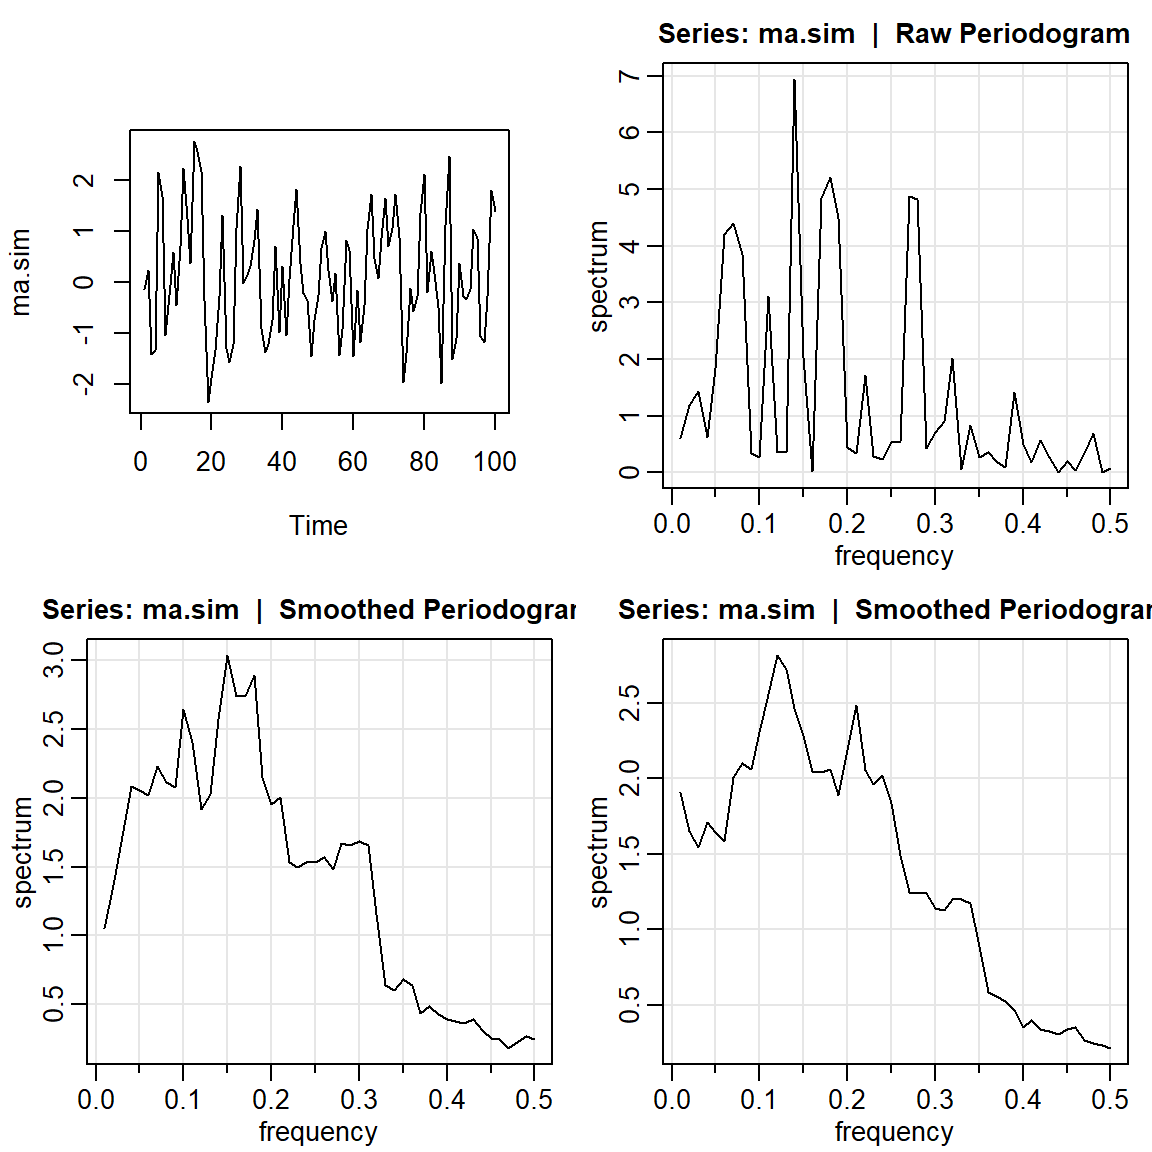 ma.sim
2
1
0
-1
-2
0 20 40 60 80 100
Time
Series: ma.sim | Raw Periodogram
spectrum
7
6
5
4
3
2
1
0
0.0 0.1 0.2 0.3 0.4 0.5
frequency
Series: ma.sim | Smoothed Periodogram
spectrum
3.0
2.5
2.0
1.5
1.0
0.5
0.0 0.1 0.2 0.3 0.4 0.5
frequency
Series: ma.sim | Smoothed Periodogram
spectrum
2.5
2.0
1.5
1.0
0.5
0.0 0.1 0.2 0.3 0.4 0.5
frequency